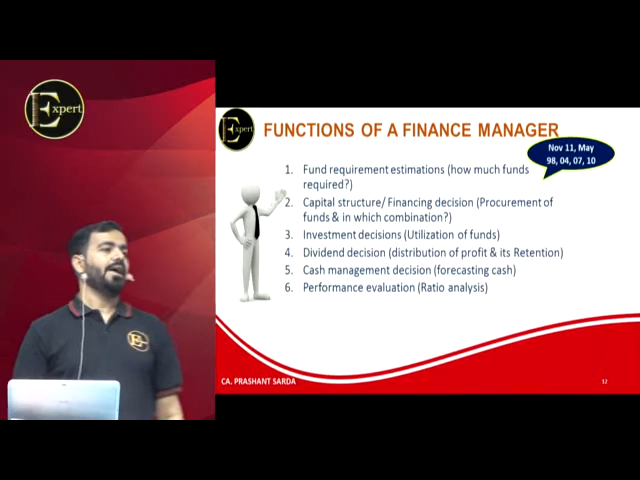 Expert
Expert
FUNCTIONS OF A FINANCE MANAGER
Nov 11, May
98, 04, 07, 10
1. Fund requirement estimations (how much funds
required?)
2. Capital structure/ Financing decision (Procurement of
funds & in which combination?)
3. Investment decisions (Utilization of funds)
4. Dividend decision (distribution of profit & its Retention)
5. Cash management decision (forecasting cash)
6. Performance evaluation (Ratio analysis)
E
CA. PRASHANT SARDA
12